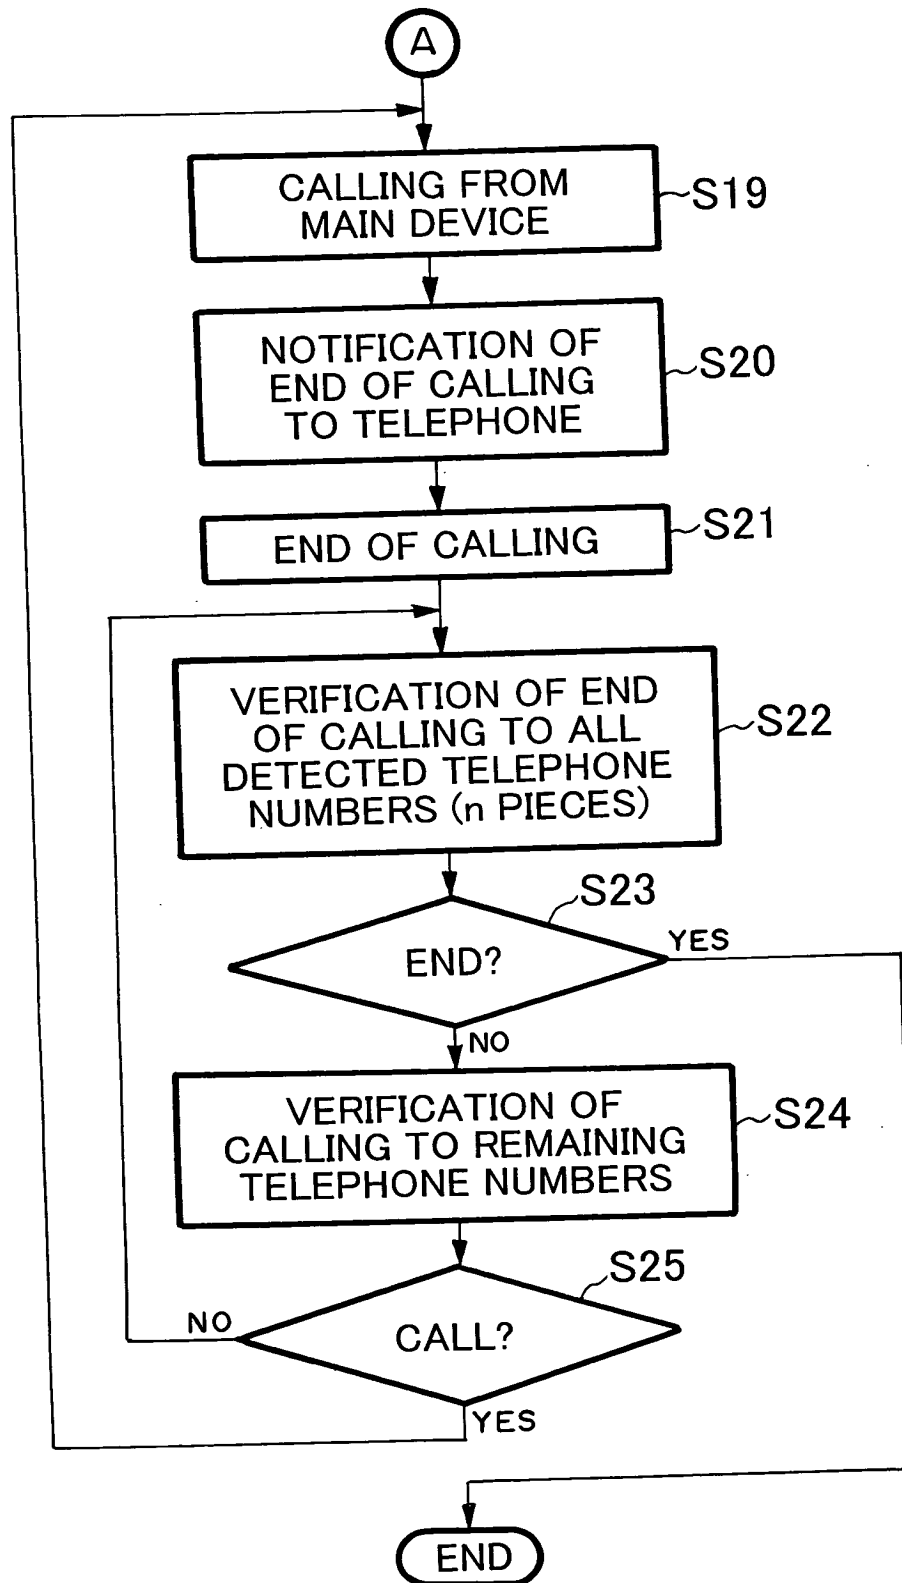 A
CALLING FROM
MAIN DEVICE
S19
NOTIFICATION OF
END OF CALLING
TO TELEPHONE
S20
END OF CALLING
S21
VERIFICATION OF END
OF CALLING TO ALL
DETECTED TELEPHONE
NUMBERS (n PIECES)
S22
S23
END?
YES
NO
VERIFICATION OF
CALLING TO REMAINING
TELEPHONE NUMBERS
S24
S25
CALL?
NO
YES
END